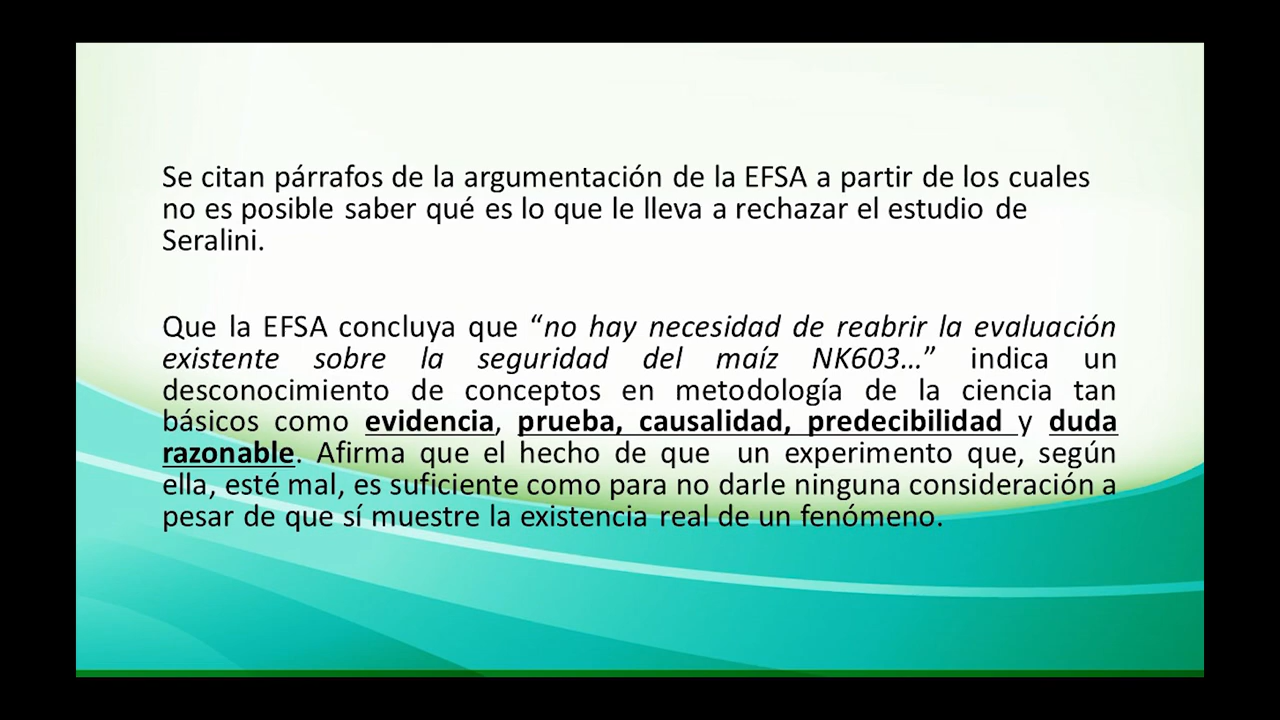 Se citan párrafos de la argumentación de la EFSA a partir de los cuales
no es posible saber qué es lo que le lleva a rechazar el estudio de
Seralini.
Que la EFSA concluya que “no hay necesidad de reabrir la evaluación
existente sobre la seguridad del maíz NK603…” indica un
desconocimiento de conceptos en metodología de la ciencia tan
básicos como evidencia, prueba, causalidad, predecibilidad y duda
razonable. Afirma que el hecho de que un experimento que, según
ella, esté mal, es suficiente como para no darle ninguna consideración a
pesar de que sí muestre la existencia real de un fenómeno.